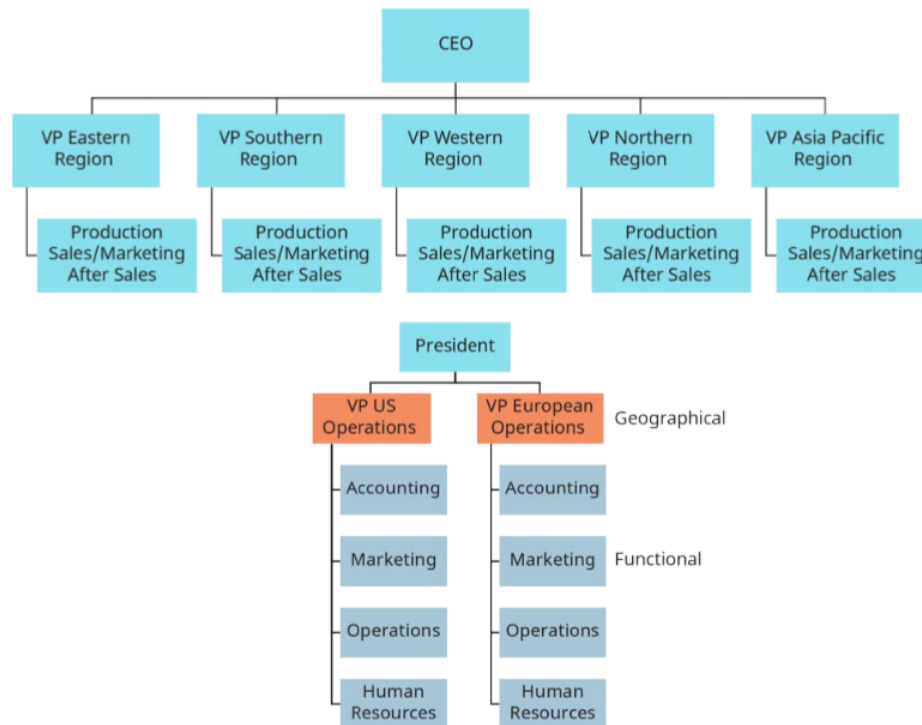 CEO
VP Eastern
Region
VP Southern
Region
VP Western
Region
VP Northern
Region
VP Asia Pacific
Region
Production
Sales/Marketing
After Sales
Production
Sales/Marketing
After Sales
Production
Sales/Marketing
After Sales
Production
Sales/Marketing
After Sales
Production
Sales/Marketing
After Sales
President
VP US
Operations
VP European
Operations
Geographical
Accounting
Accounting
Marketing
Marketing
Functional
Operations
Operations
Human
Resources
Human
Resources